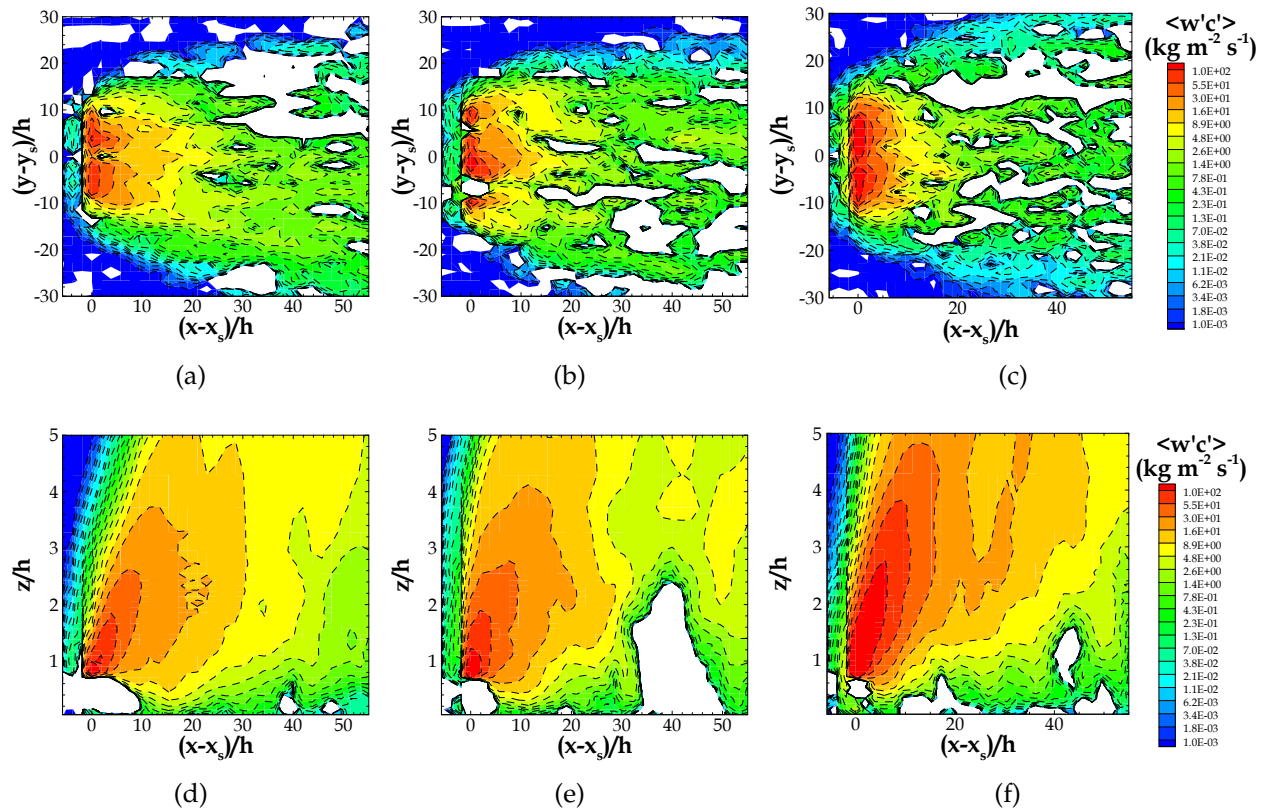 30
20
10
0
-10
-20
-30
(y-yₛ)/h
0 10 20 30 40 50
(x-xₛ)/h
(a)
30
20
10
0
-10
-20
-30
(y-yₛ)/h
0 10 20 30 40 50
(x-xₛ)/h
(b)
30
20
10
0
-10
-20
-30
(y-yₛ)/h
0 20 40
(x-xₛ)/h
(c)
<w'c'>
(kg m⁻² s⁻¹)
1.0E+02
5.5E+01
3.0E+01
1.6E+01
8.9E+00
4.8E+00
2.6E+00
1.4E+00
7.8E-01
4.3E-01
2.3E-01
1.3E-01
7.0E-02
3.8E-02
2.1E-02
1.1E-02
6.2E-03
3.4E-03
1.8E-03
1.0E-03
5
4
3
2
1
z/h
0 10 20 30 40 50
(x-xₛ)/h
(d)
5
4
3
2
1
z/h
0 10 20 30 40 50
(x-xₛ)/h
(e)
5
4
3
2
1
z/h
0 20 40
(x-xₛ)/h
(f)
<w'c'>
(kg m⁻² s⁻¹)
1.0E+02
5.5E+01
3.0E+01
1.6E+01
8.9E+00
4.8E+00
2.6E+00
1.4E+00
7.8E-01
4.3E-01
2.3E-01
1.3E-01
7.0E-02
3.8E-02
2.1E-02
1.1E-02
6.2E-03
3.4E-03
1.8E-03
1.0E-03